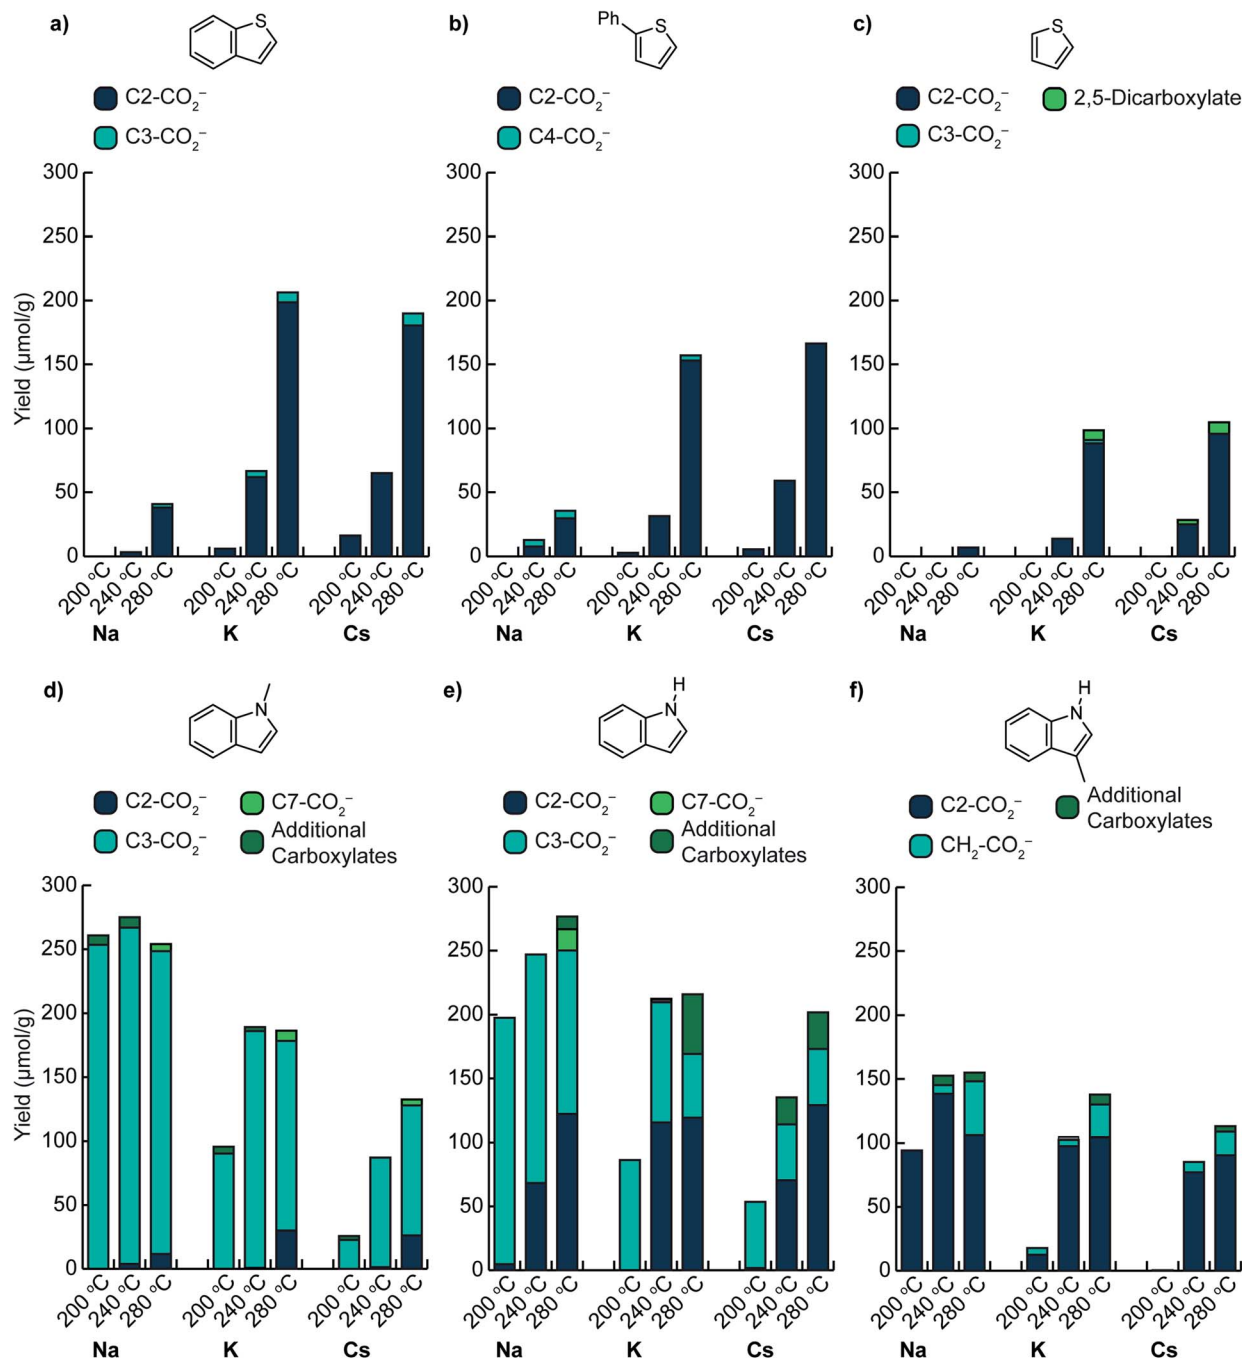 a)
S
C2-CO₂⁻
C3-CO₂⁻
b)
Ph
S
C2-CO₂⁻
C4-CO₂⁻
c)
S
C2-CO₂⁻
2,5-Dicarboxylate
C3-CO₂⁻
Yield (µmol/g)
300
250
200
150
100
50
0
200 °C
240 °C
280 °C
200 °C
240 °C
280 °C
200 °C
240 °C
280 °C
Na K Cs
300
250
200
150
100
50
0
200 °C
240 °C
280 °C
200 °C
240 °C
280 °C
200 °C
240 °C
280 °C
Na K Cs
300
250
200
150
100
50
0
200 °C
240 °C
280 °C
200 °C
240 °C
280 °C
200 °C
240 °C
280 °C
Na K Cs
d)
N
C2-CO₂⁻
C7-CO₂⁻
C3-CO₂⁻
Additional
Carboxylates
e)
H
N
C2-CO₂⁻
C7-CO₂⁻
C3-CO₂⁻
Additional
Carboxylates
f)
H
N
C2-CO₂⁻
Additional
Carboxylates
CH₂-CO₂⁻
Yield (µmol/g)
300
250
200
150
100
50
0
200 °C
240 °C
280 °C
200 °C
240 °C
280 °C
200 °C
240 °C
280 °C
Na K Cs
300
250
200
150
100
50
0
200 °C
240 °C
280 °C
200 °C
240 °C
280 °C
200 °C
240 °C
280 °C
Na K Cs
300
250
200
150
100
50
0
200 °C
240 °C
280 °C
200 °C
240 °C
280 °C
200 °C
240 °C
280 °C
Na K Cs